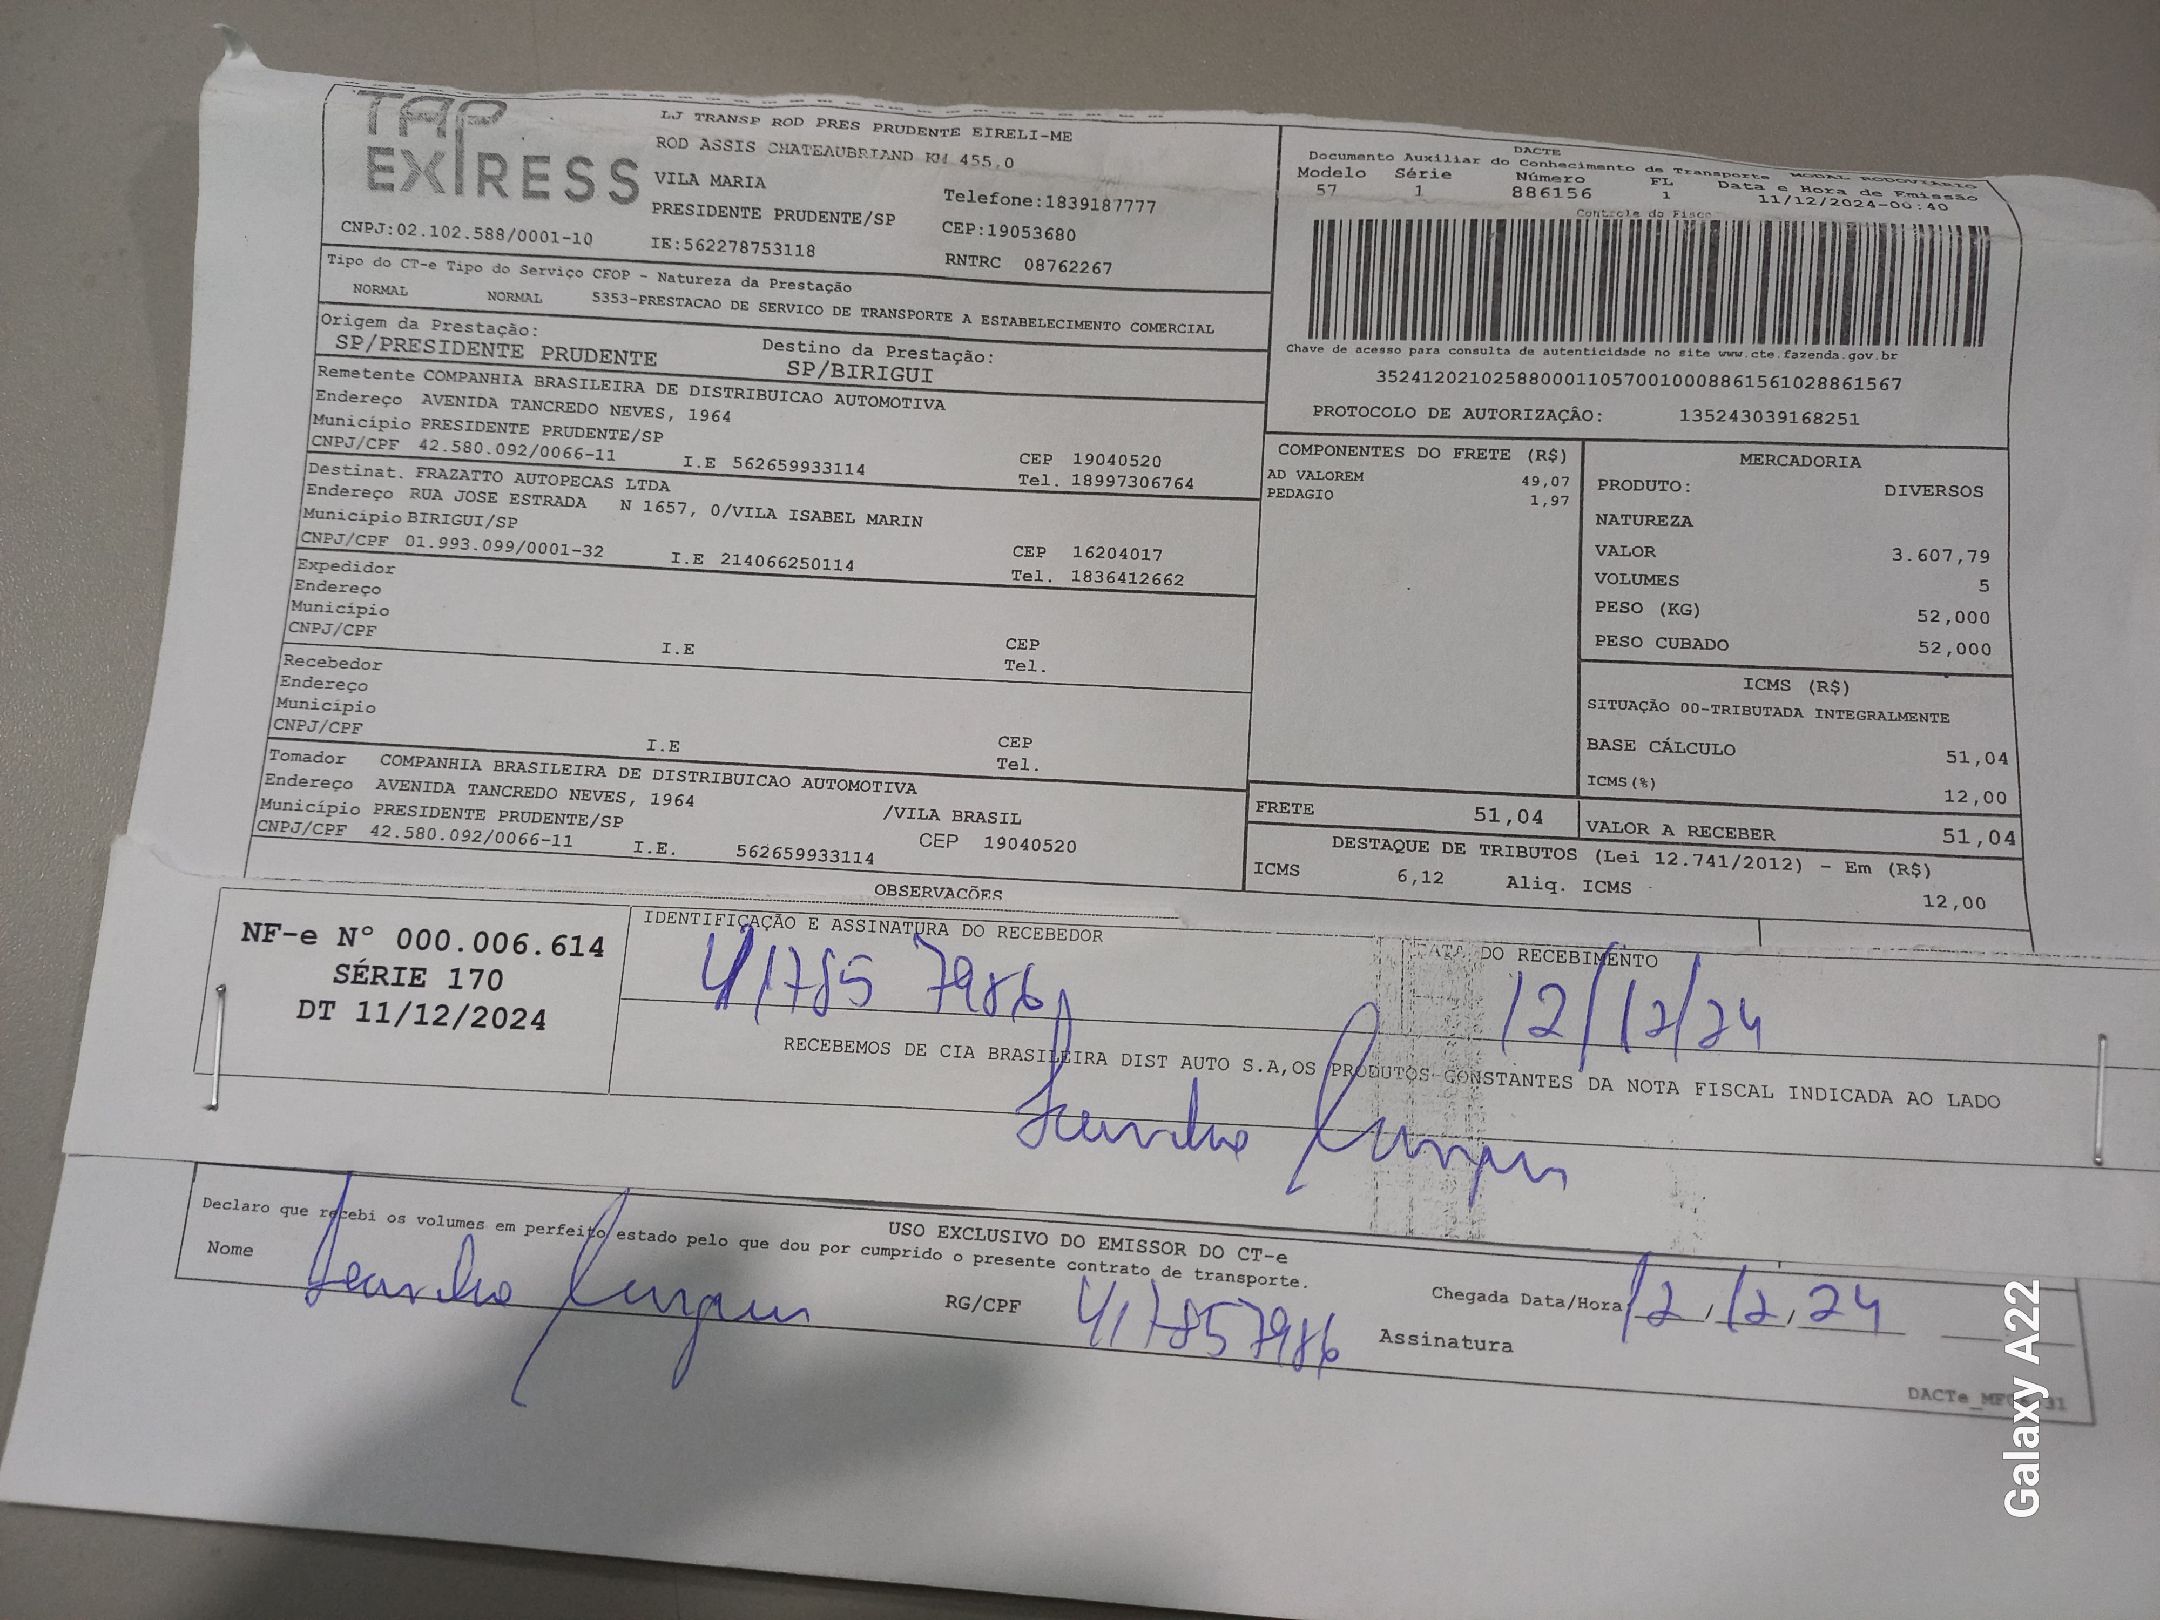 TAP EXPRESS
LJ TRANSP ROD PRES PRUDENTE EIRELI-ME
ROD ASSIS CHATEAUBRIAND KM 455,0
VILA MARIA
Telefone:1839187777
PRESIDENTE PRUDENTE/SP
CEP:19053680
CNPJ:02.102.588/0001-10
IE:562278753118
RNTRC 08762267
Tipo do CT-e Tipo do Serviço CFOP - Natureza da Prestação
NORMAL NORMAL 5353-PRESTACAO DE SERVICO DE TRANSPORTE A ESTABELECIMENTO COMERCIAL
Origem da Prestação: Destino da Prestação:
SP/PRESIDENTE PRUDENTE SP/BIRIGUI
Remetente COMPANHIA BRASILEIRA DE DISTRIBUICAO AUTOMOTIVA
Endereço AVENIDA TANCREDO NEVES, 1964
Município PRESIDENTE PRUDENTE/SP CEP 19040520
CNPJ/CPF 42.580.092/0066-11 I.E 562659933114 Tel. 18997306764
Destinat. FRAZATTO AUTOPECAS LTDA
Endereço RUA JOSE ESTRADA N 1657, 0/VILA ISABEL MARIN
Município BIRIGUI/SP CEP 16204017
CNPJ/CPF 01.993.099/0001-32 I.E 214066250114 Tel. 1836412662
Expedidor
Endereço
Município CEP
CNPJ/CPF I.E Tel.
Recebedor
Endereço
Município CEP
CNPJ/CPF I.E Tel.
Tomador COMPANHIA BRASILEIRA DE DISTRIBUICAO AUTOMOTIVA
Endereço AVENIDA TANCREDO NEVES, 1964 /VILA BRASIL
Município PRESIDENTE PRUDENTE/SP CEP 19040520
CNPJ/CPF 42.580.092/0066-11 I.E. 562659933114
OBSERVACÕES
DACTE
Documento Auxiliar do Conhecimento de Transporte MODAL RODOVIÁRIO
Modelo Série Número FL Data e Hora de Emissão
57 1 886156 1 11/12/2024-00:40
Controle do Fisco
Chave de acesso para consulta de autenticidade no site www.cte.fazenda.gov.br
35241202102588000110570010008861561028861567
PROTOCOLO DE AUTORIZAÇÃO: 135243039168251
COMPONENTES DO FRETE (R$)
AD VALOREM 49,07
PEDAGIO 1,97
MERCADORIA
PRODUTO: DIVERSOS
NATUREZA
VALOR 3.607,79
VOLUMES 5
PESO (KG) 52,000
PESO CUBADO 52,000
ICMS (R$)
SITUAÇÃO 00-TRIBUTADA INTEGRALMENTE
BASE CÁLCULO 51,04
ICMS(%) 12,00
FRETE 51,04
VALOR A RECEBER 51,04
DESTAQUE DE TRIBUTOS (Lei 12.741/2012) - Em (R$)
ICMS 6,12 Aliq. ICMS 12,00
NF-e Nº 000.006.614
SÉRIE 170
DT 11/12/2024
IDENTIFICAÇÃO E ASSINATURA DO RECEBEDOR
417857986
DATA DO RECEBIMENTO
12/12/24
RECEBEMOS DE CIA BRASILEIRA DIST AUTO S.A,OS PRODUTOS CONSTANTES DA NOTA FISCAL INDICADA AO LADO
USO EXCLUSIVO DO EMISSOR DO CT-e
Declaro que recebi os volumes em perfeito estado pelo que dou por cumprido o presente contrato de transporte.
Nome
RG/CPF 417857986
Chegada Data/Hora 12,12,24
Assinatura
Galaxy A22